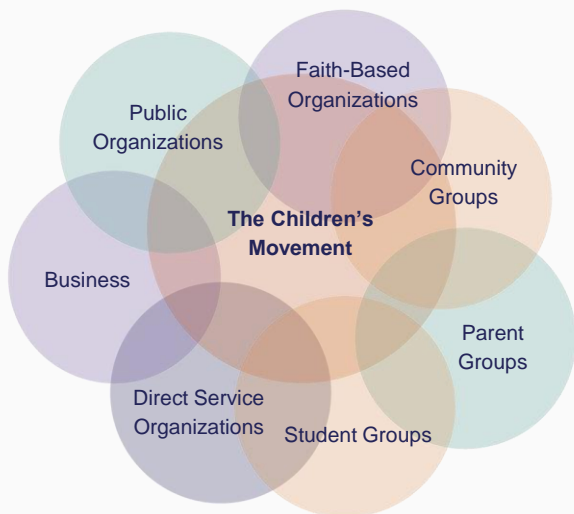 Faith-Based
Organizations
Public
Organizations
Community
Groups
The Children's
Movement
Business
Parent
Groups
Direct Service
Organizations
Student Groups